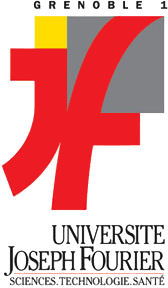 GRENOBLE 1
UNIVERSITE
JOSEPH FOURIER
SCIENCES.TECHNOLOGIE.SANTÉ